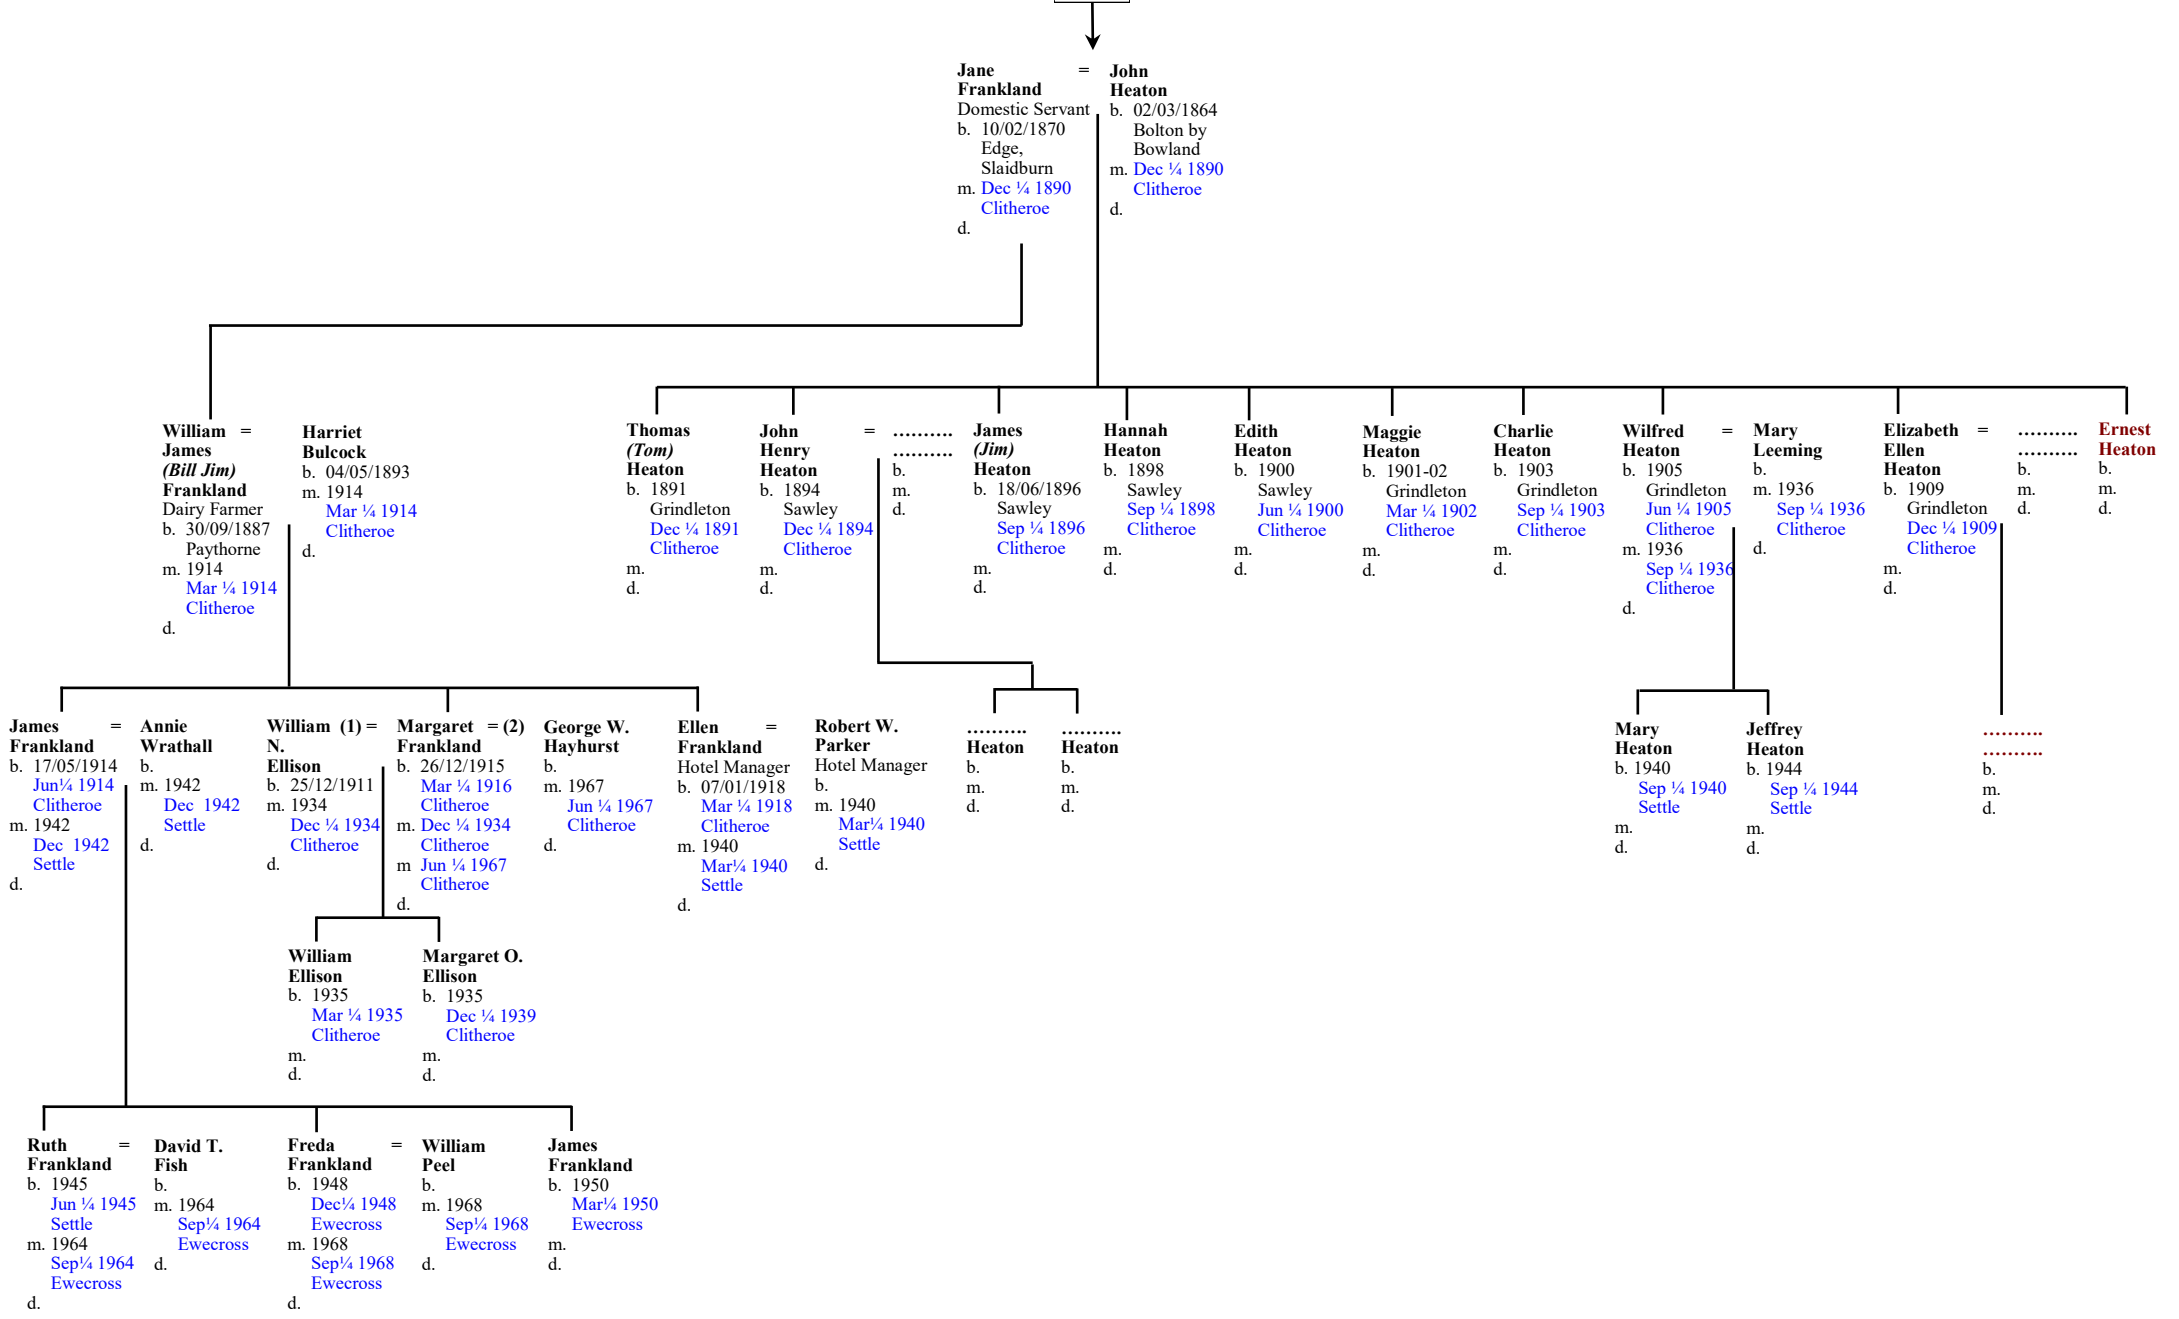 Jane =
Frankland
Domestic Servant
b. 10/02/1870
Edge,
Slaidburn
m. Dec ¼ 1890
Clitheroe
d.
John
Heaton
b. 02/03/1864
Bolton by
Bowland
m. Dec ¼ 1890
Clitheroe
d.
William =
James
(Bill Jim)
Frankland
Dairy Farmer
b. 30/09/1887
Paythorne
m. 1914
Mar ¼ 1914
Clitheroe
d.
Harriet
Bulcock
b. 04/05/1893
m. 1914
Mar ¼ 1914
Clitheroe
d.
Thomas
(Tom)
Heaton
b. 1891
Grindleton
Dec ¼ 1891
Clitheroe
m.
d.
John =
Henry
Heaton
b. 1894
Sawley
Dec ¼ 1894
Clitheroe
m.
d.
..........
..........
b.
m.
d.
James
(Jim)
Heaton
b. 18/06/1896
Sawley
Sep ¼ 1896
Clitheroe
m.
d.
Hannah
Heaton
b. 1898
Sawley
Sep ¼ 1898
Clitheroe
m.
d.
Edith
Heaton
b. 1900
Sawley
Jun ¼ 1900
Clitheroe
m.
d.
Maggie
Heaton
b. 1901-02
Grindleton
Mar ¼ 1902
Clitheroe
m.
d.
Charlie
Heaton
b. 1903
Grindleton
Sep ¼ 1903
Clitheroe
m.
d.
Wilfred =
Heaton
b. 1905
Grindleton
Jun ¼ 1905
Clitheroe
m. 1936
Sep ¼ 1936
Clitheroe
d.
Mary
Leeming
b.
m. 1936
Sep ¼ 1936
Clitheroe
d.
Elizabeth =
Ellen
Heaton
b. 1909
Grindleton
Dec ¼ 1909
Clitheroe
m.
d.
..........
..........
b.
m.
d.
Ernest
Heaton
b.
m.
d.
James =
Frankland
b. 17/05/1914
Jun¼ 1914
Clitheroe
m. 1942
Dec 1942
Settle
d.
Annie
Wrathall
b.
m. 1942
Dec 1942
Settle
d.
William (1) =
N.
Ellison
b. 25/12/1911
m. 1934
Dec ¼ 1934
Clitheroe
d.
Margaret = (2)
Frankland
b. 26/12/1915
Mar ¼ 1916
Clitheroe
m. Dec ¼ 1934
Clitheroe
m Jun ¼ 1967
Clitheroe
d.
George W.
Hayhurst
b.
m. 1967
Jun ¼ 1967
Clitheroe
d.
Ellen =
Frankland
Hotel Manager
b. 07/01/1918
Mar ¼ 1918
Clitheroe
m. 1940
Mar¼ 1940
Settle
d.
Robert W.
Parker
Hotel Manager
b.
m. 1940
Mar¼ 1940
Settle
d.
..........
Heaton
b.
m.
d.
..........
Heaton
b.
m.
d.
Mary
Heaton
b. 1940
Sep ¼ 1940
Settle
m.
d.
Jeffrey
Heaton
b. 1944
Sep ¼ 1944
Settle
m.
d.
..........
..........
b.
m.
d.
William
Ellison
b. 1935
Mar ¼ 1935
Clitheroe
m.
d.
Margaret O.
Ellison
b. 1935
Dec ¼ 1939
Clitheroe
m.
d.
Ruth =
Frankland
b. 1945
Jun ¼ 1945
Settle
m. 1964
Sep¼ 1964
Ewecross
d.
David T.
Fish
b.
m. 1964
Sep¼ 1964
Ewecross
d.
Freda =
Frankland
b. 1948
Dec¼ 1948
Ewecross
m. 1968
Sep¼ 1968
Ewecross
d.
William
Peel
b.
m. 1968
Sep¼ 1968
Ewecross
d.
James
Frankland
b. 1950
Mar¼ 1950
Ewecross
m.
d.